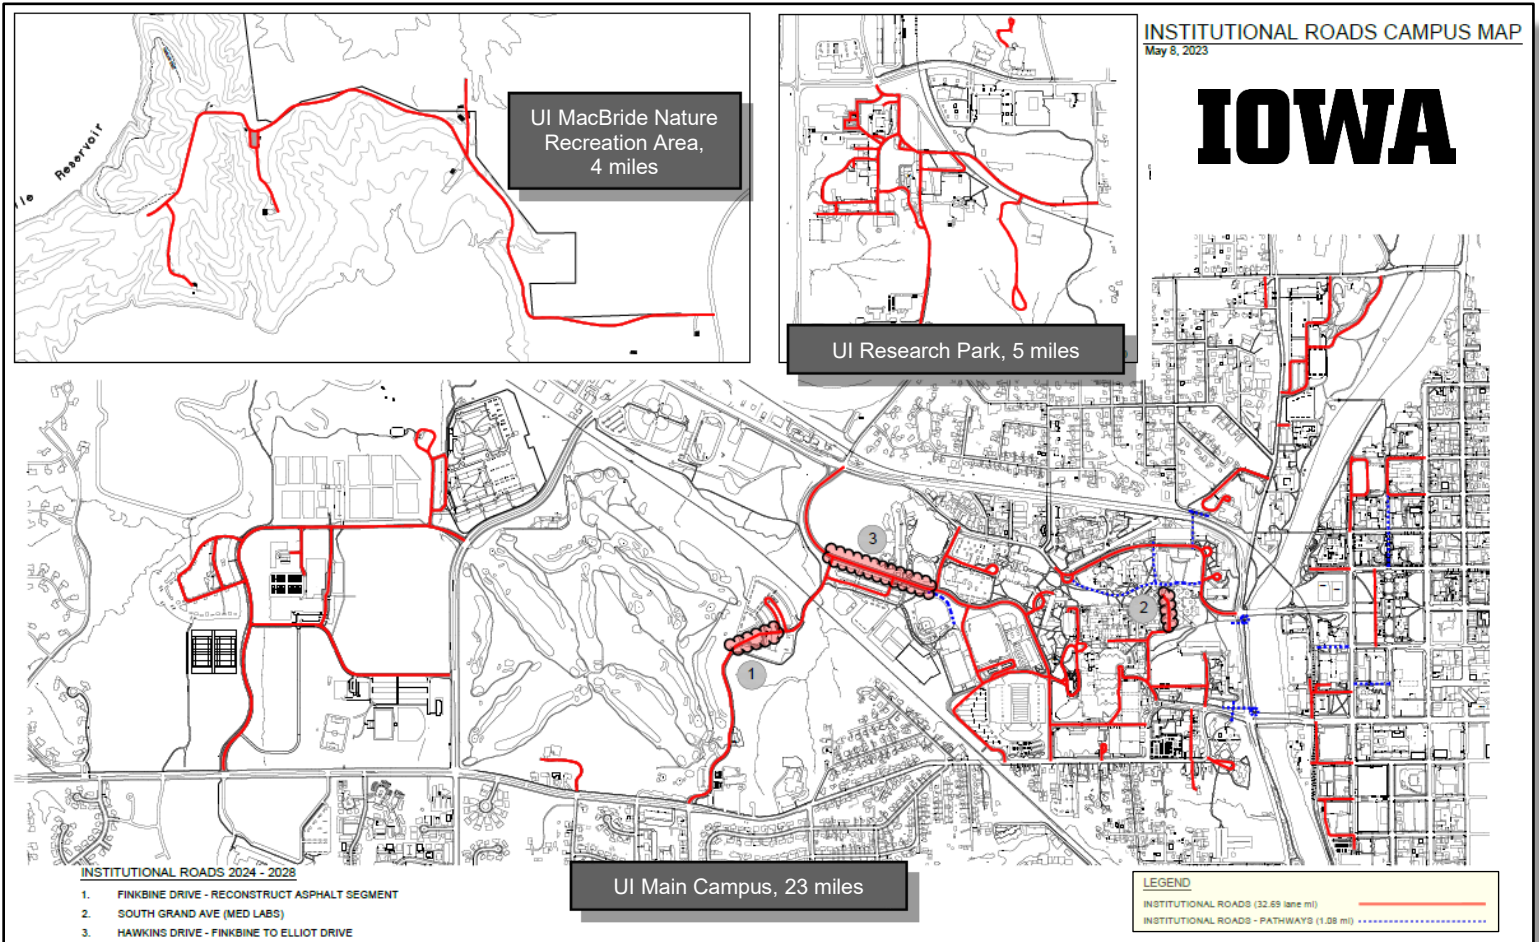 INSTITUTIONAL ROADS CAMPUS MAP
May 8, 2023
IOWA
UI MacBride Nature
Recreation Area,
4 miles
Reservoir
UI Research Park, 5 miles
3
2
1
UI Main Campus, 23 miles
INSTITUTIONAL ROADS 2024 - 2028
1. FINKBINE DRIVE - RECONSTRUCT ASPHALT SEGMENT
2. SOUTH GRAND AVE (MED LABS)
3. HAWKINS DRIVE - FINKBINE TO ELLIOT DRIVE
LEGEND
INSTITUTIONAL ROADS (32.69 lane mi)
INSTITUTIONAL ROADS - PATHWAYS (1.08 mi)